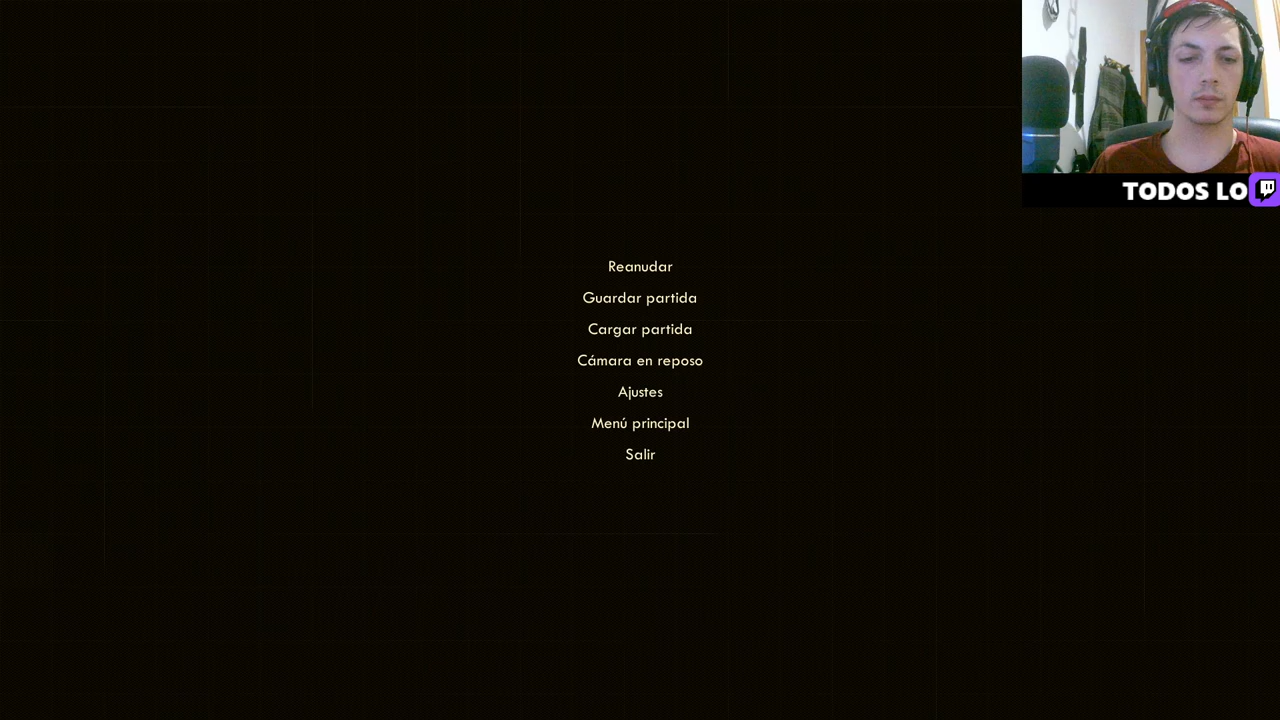 TODOS LO
Reanudar
Guardar partida
Cargar partida
Cámara en reposo
Ajustes
Menú principal
Salir